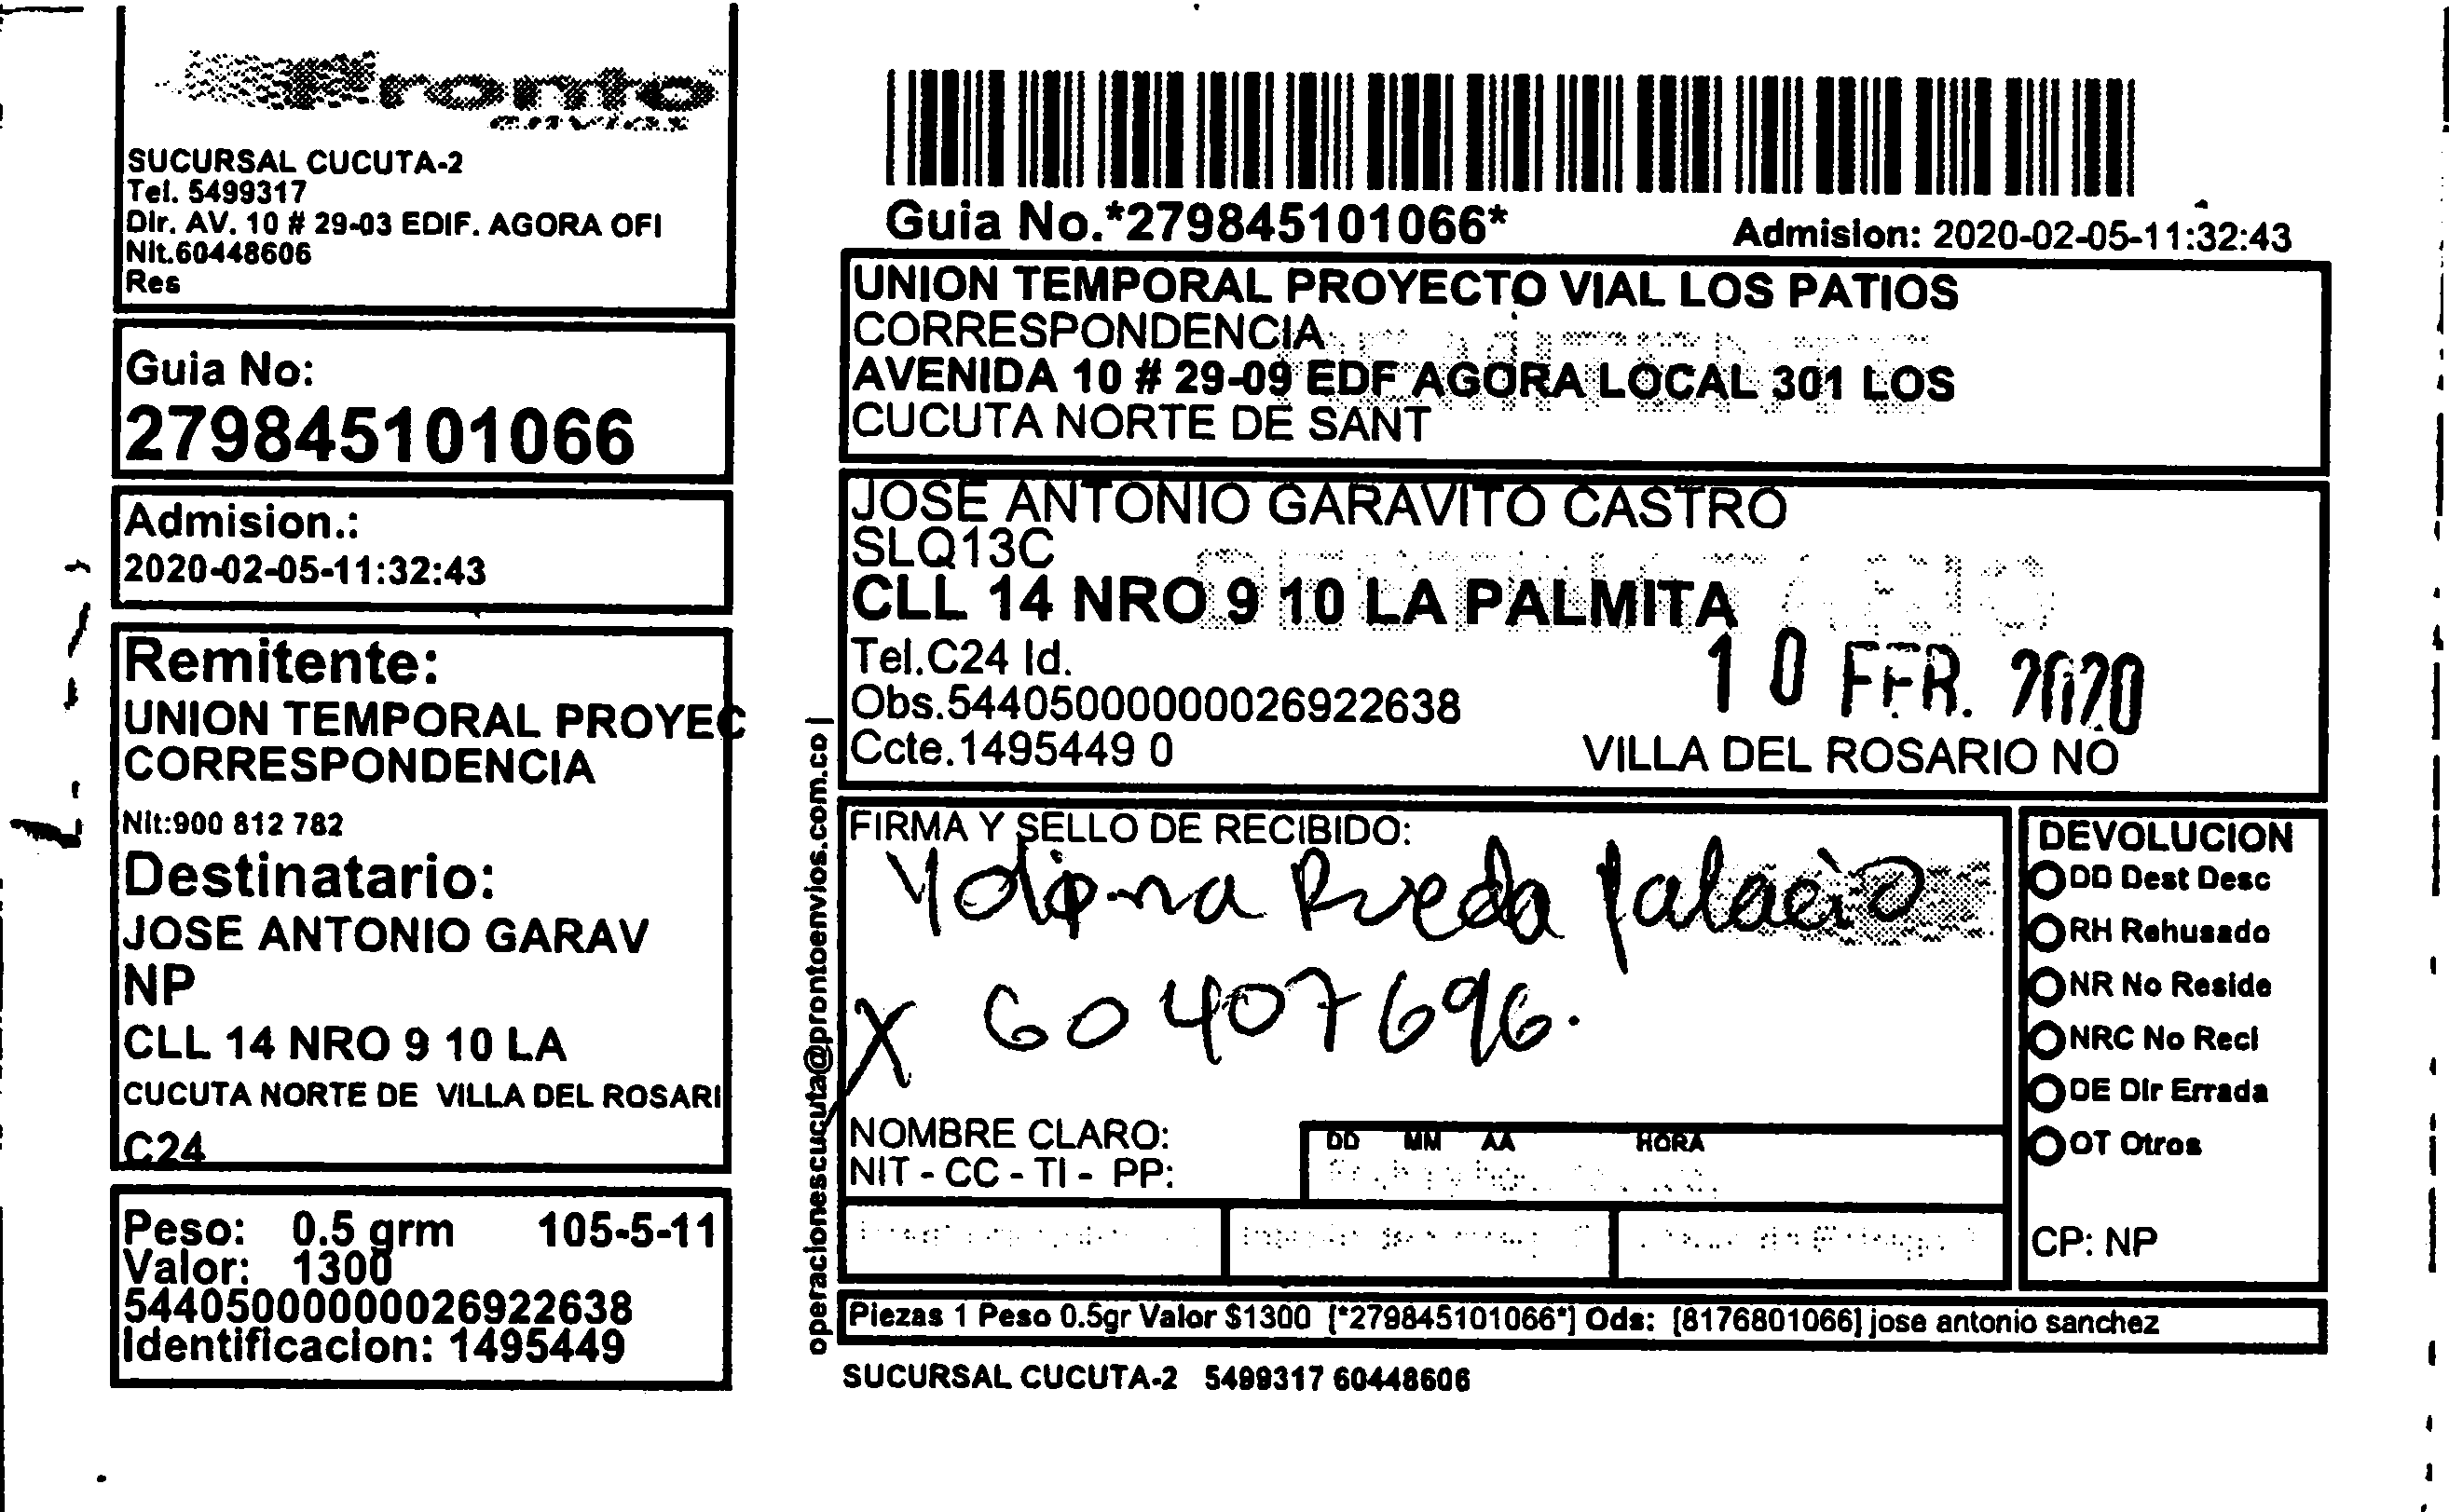 Pronto
envios
SUCURSAL CUCUTA-2
Tel. 5499317
Dir. AV. 10 # 29-03 EDIF. AGORA OFI
Nit.60448606
Res
Guia No:
279845101066
Admision.:
2020-02-05-11:32:43
Remitente:
UNION TEMPORAL PROYEC
CORRESPONDENCIA
Nit:900 812 782
Destinatario:
JOSE ANTONIO GARAV
NP
CLL 14 NRO 9 10 LA
CUCUTA NORTE DE VILLA DEL ROSARI
C24
Peso: 0.5 grm 105-5-11
Valor: 1300
544050000000026922638
Identificacion: 1495449
operacionescucuta@prontoenvios.com.co |
Guia No.*279845101066*
Admision: 2020-02-05-11:32:43
UNION TEMPORAL PROYECTO VIAL LOS PATIOS
CORRESPONDENCIA
AVENIDA 10 # 29-09 EDF AGORA LOCAL 301 LOS
CUCUTA NORTE DE SANT
REMITENTE
JOSE ANTONIO GARAVITO CASTRO
SLQ13C
CLL 14 NRO 9 10 LA PALMITA
DESTINATARIO
Tel.C24 Id.
Obs.544050000000026922638
Ccte.1495449 0
10 FEB. 2020
VILLA DEL ROSARIO NO
FIRMA Y SELLO DE RECIBIDO:
Rueda Palacio
X 60407696.
NOMBRE CLARO:
NIT - CC - TI - PP:
DD MM AA HORA
DEVOLUCION
DD Dest Desc
RH Rehusado
NR No Reside
NRC No Recl
DE Dir Errada
OT Otros
CP: NP
Piezas 1 Peso 0.5gr Valor $1300 [*279845101066*] Ods: [8176801066] jose antonio sanchez
SUCURSAL CUCUTA-2 5499317 60448606